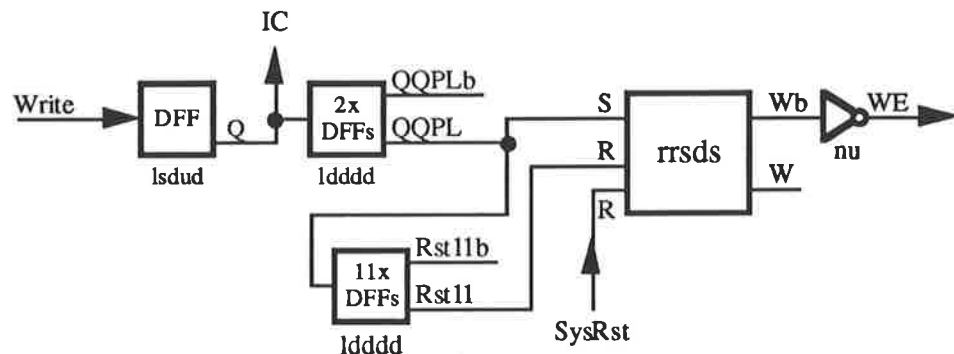 IC
Write
DFF
Q
lsdud
2x
DFFs
ldddd
QQPLb
QQPL
S
R
R
rrsds
Wb
W
WE
nu
11x
DFFs
ldddd
Rst11b
Rst11
SysRst